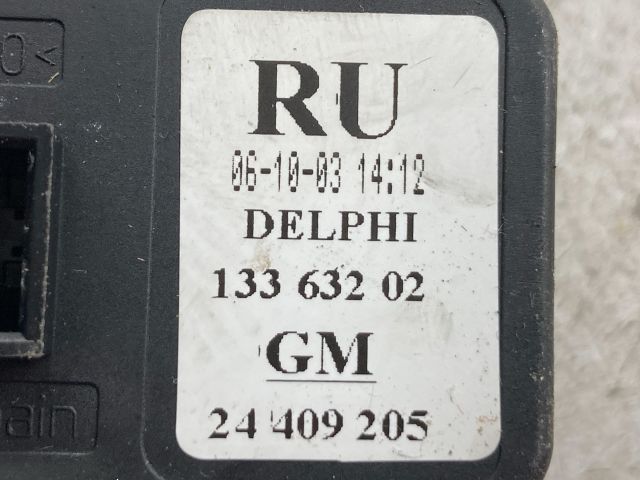 RU
06-10-03 14:12
DELPHI
133 632 02
GM
24 409 205